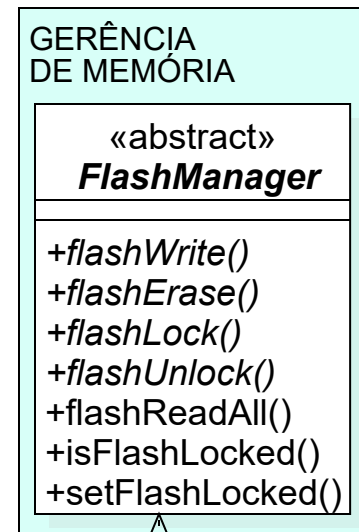 GERÊNCIA
DE MEMÓRIA
«abstract»
FlashManager
+flashWrite()
+flashErase()
+flashLock()
+flashUnlock()
+flashReadAll()
+isFlashLocked()
+setFlashLocked()